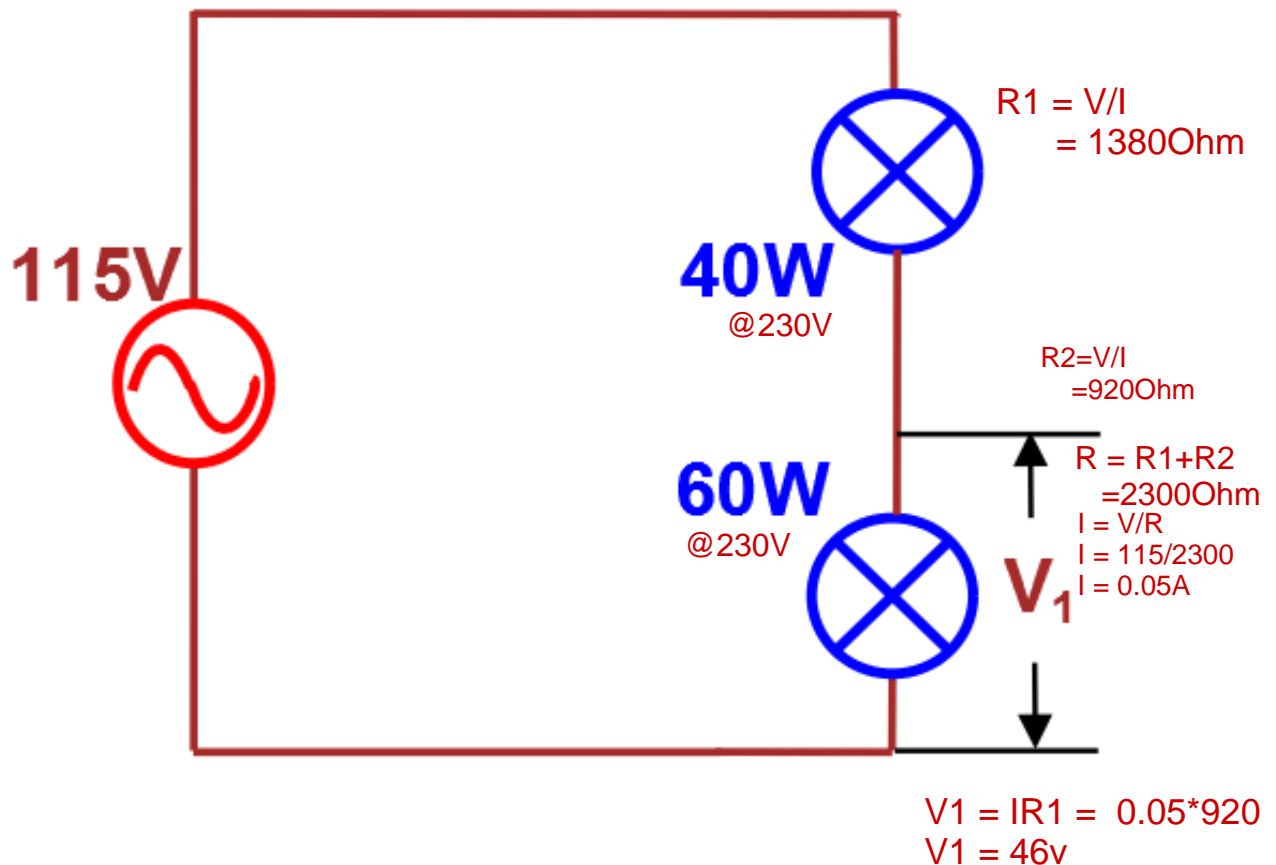 R1 = V/I
= 1380Ohm
115V
40W
@230V
R2=V/I
=920Ohm
R = R1+R2
=2300Ohm
60W
@230V
I = V/R
I = 115/2300
I = 0.05A
V1
V1 = IR1 = 0.05*920
V1 = 46v